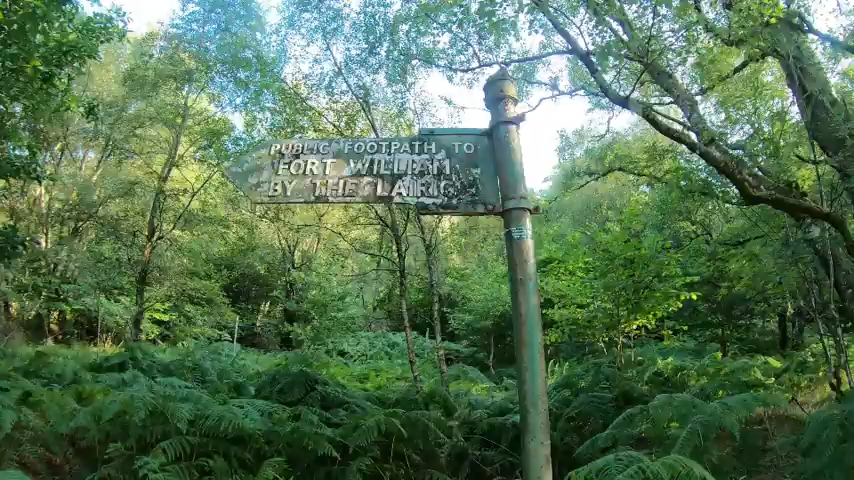 PUBLIC FOOTPATH TO
FORT WILLIAM
BY THE LAIRIG